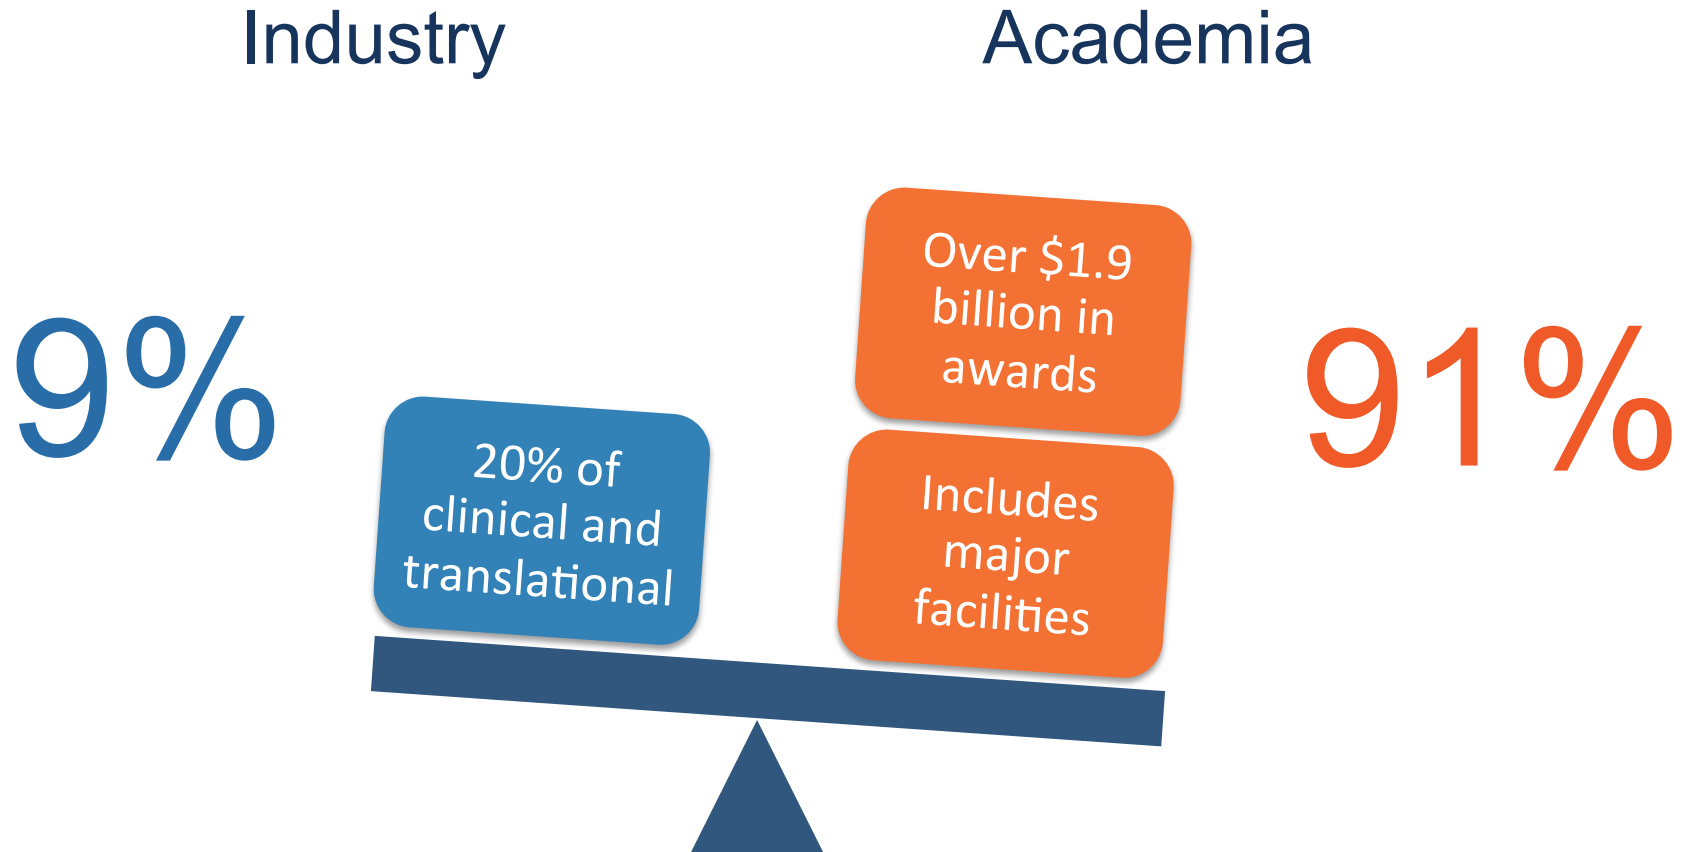 Industry
Academia
9%
20% of
clinical and
translational
Over $1.9
billion in
awards
Includes
major
facilities
91%